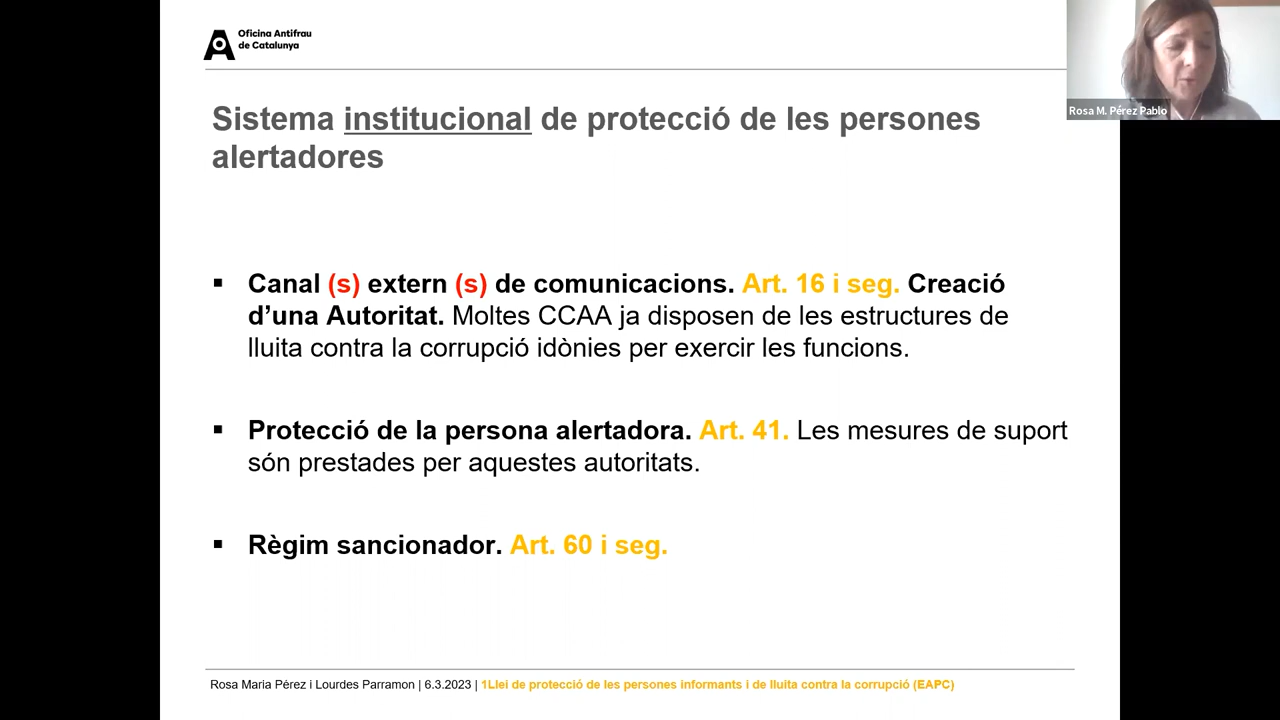 Oficina Antifrau
de Catalunya
Rosa M. Pérez Pablo
Sistema institucional de protecció de les persones
alertadores
▪ Canal (s) extern (s) de comunicacions. Art. 16 i seg. Creació
d’una Autoritat. Moltes CCAA ja disposen de les estructures de
lluita contra la corrupció idònies per exercir les funcions.
▪ Protecció de la persona alertadora. Art. 41. Les mesures de suport
són prestades per aquestes autoritats.
▪ Règim sancionador. Art. 60 i seg.
Rosa Maria Pérez i Lourdes Parramon | 6.3.2023 | 1Llei de protecció de les persones informants i de lluita contra la corrupció (EAPC)